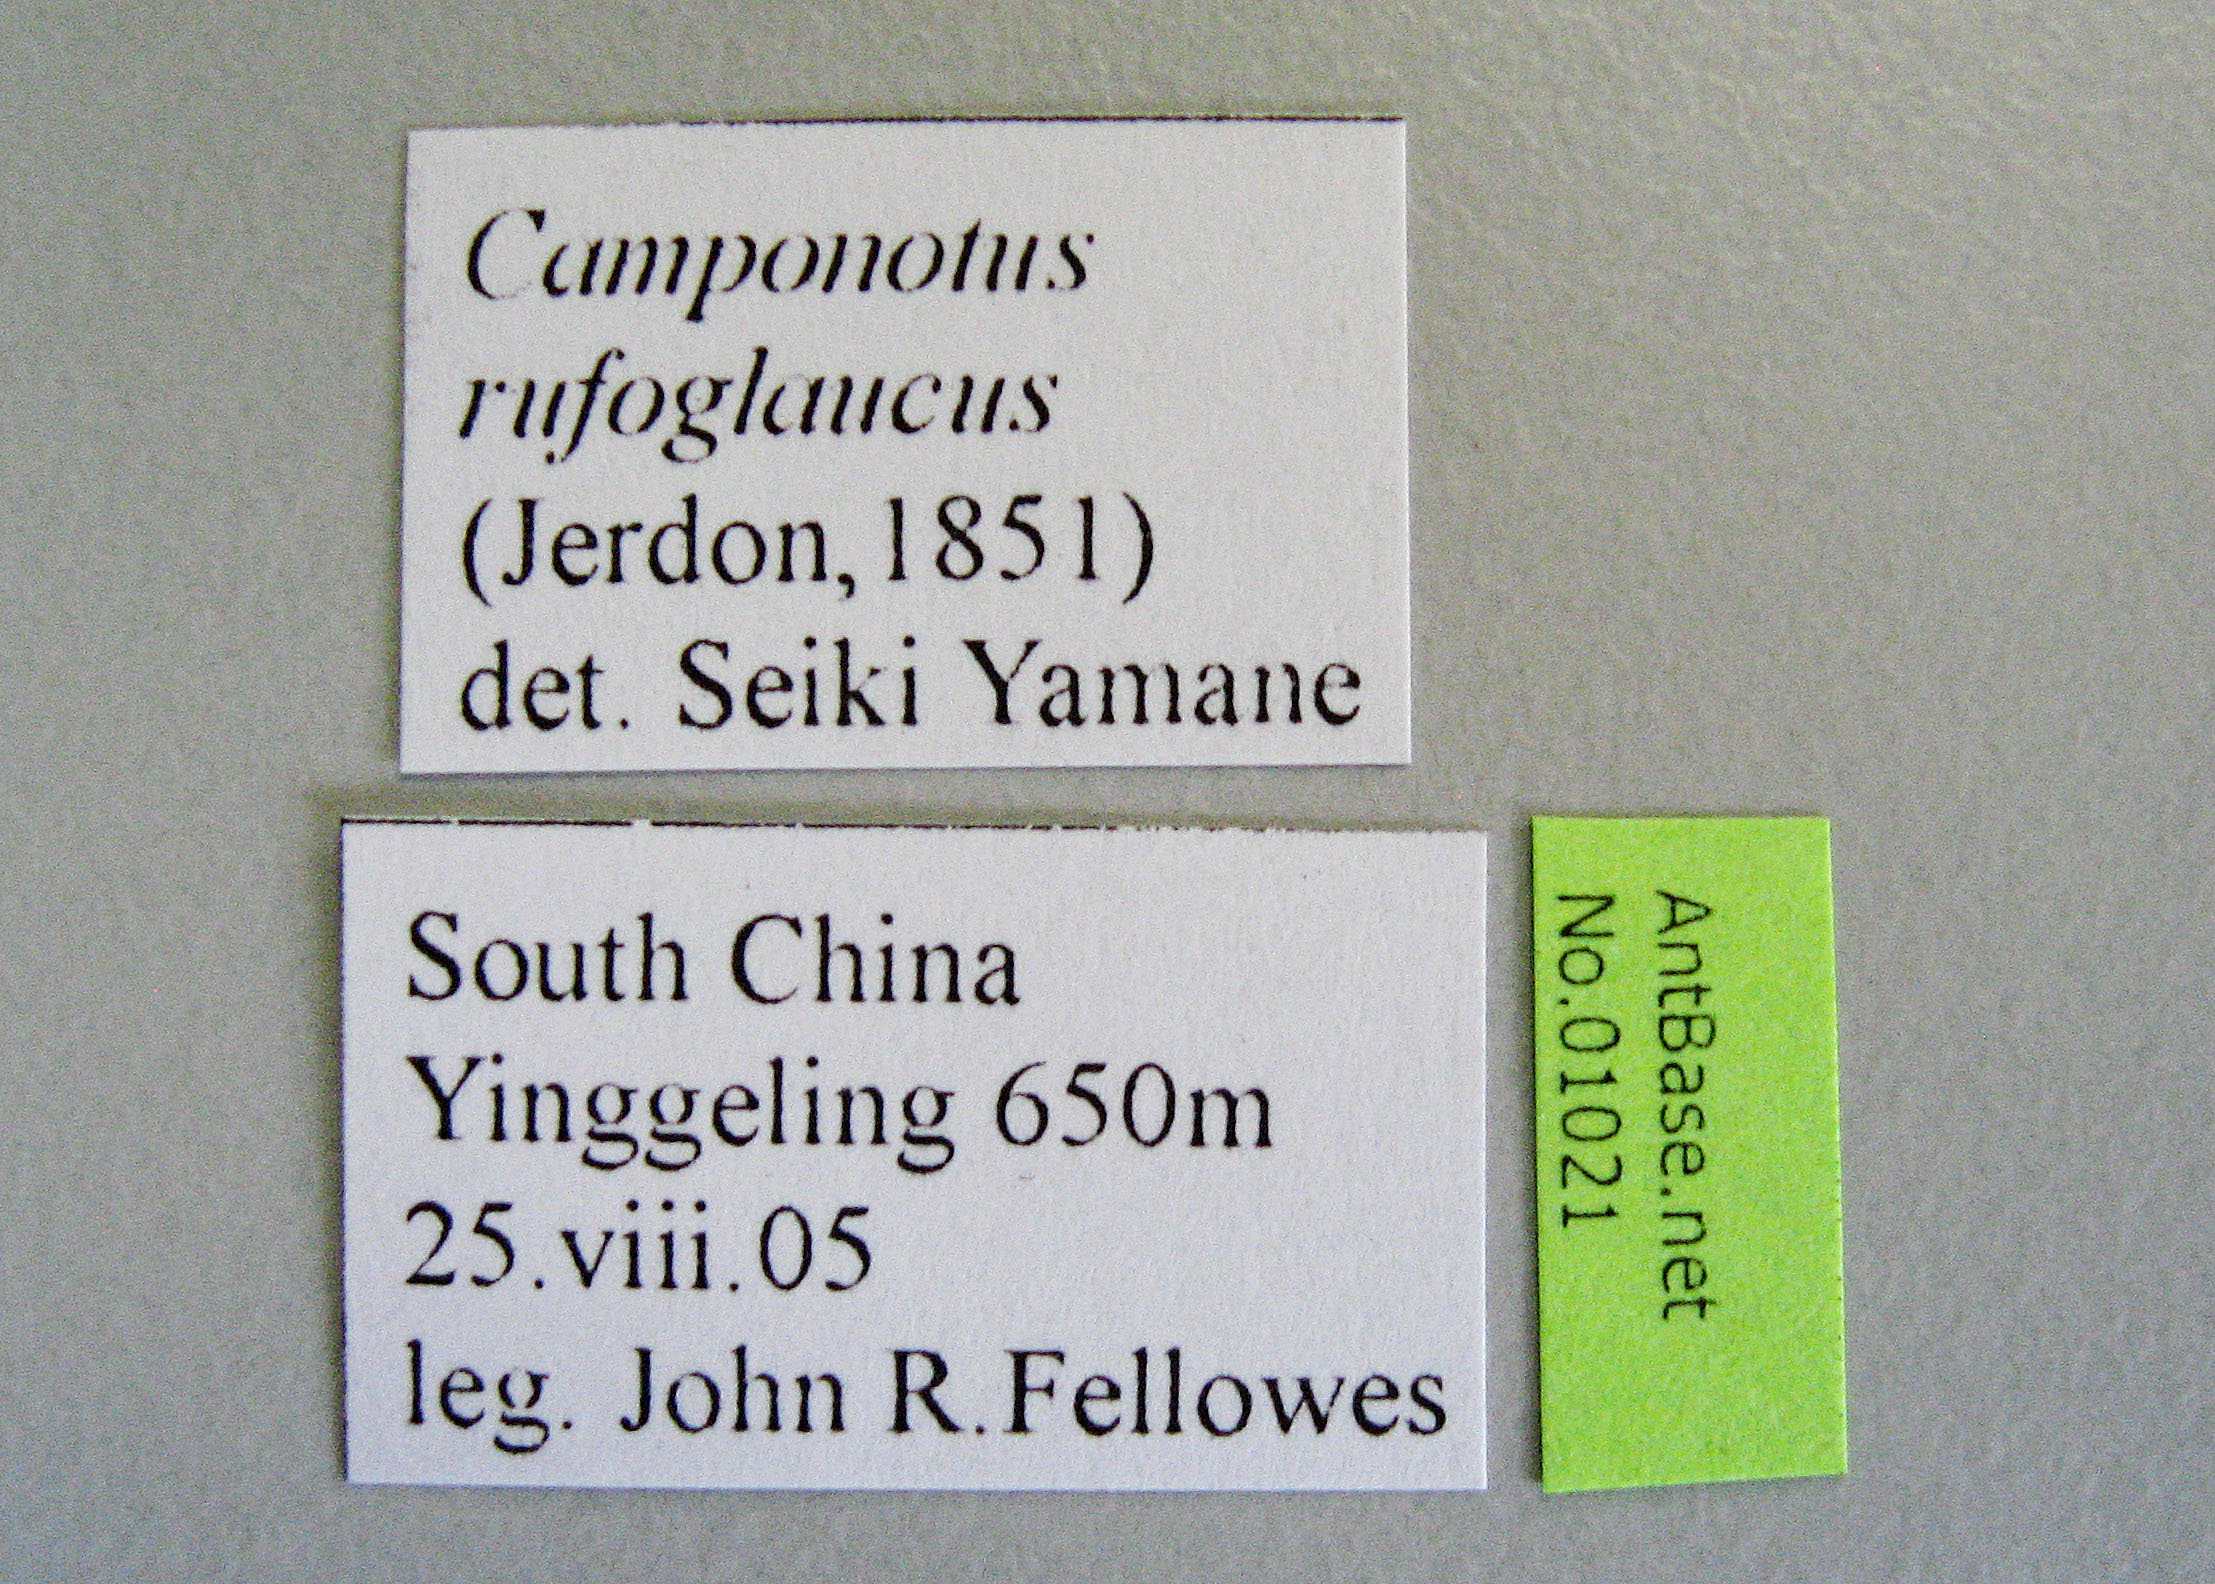 Camponotus
rufoglaucus
(Jerdon,1851)
det. Seiki Yamane
South China
Yinggeling 650m
25.viii.05
leg. John R.Fellowes
AntBase.net
No.01021